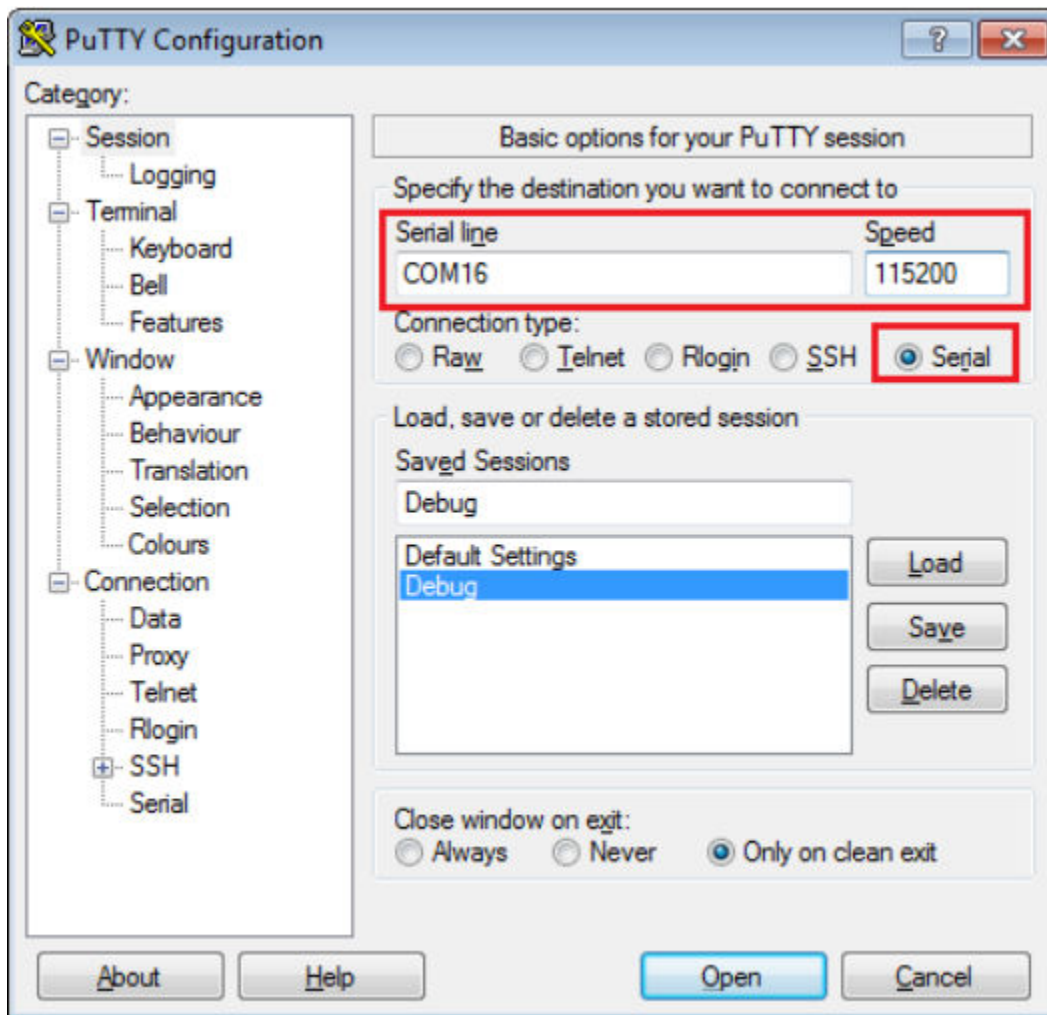 PuTTY Configuration
Category:
Session
Logging
Terminal
Keyboard
Bell
Features
Window
Appearance
Behaviour
Translation
Selection
Colours
Connection
Data
Proxy
Telnet
Rlogin
SSH
Serial
Basic options for your PuTTY session
Specify the destination you want to connect to
Serial line Speed
COM16 115200
Connection type:
Raw Telnet Rlogin SSH Serial
Load, save or delete a stored session
Saved Sessions
Debug
Default Settings
Debug
Load
Save
Delete
Close window on exit:
Always Never Only on clean exit
About Help Open Cancel